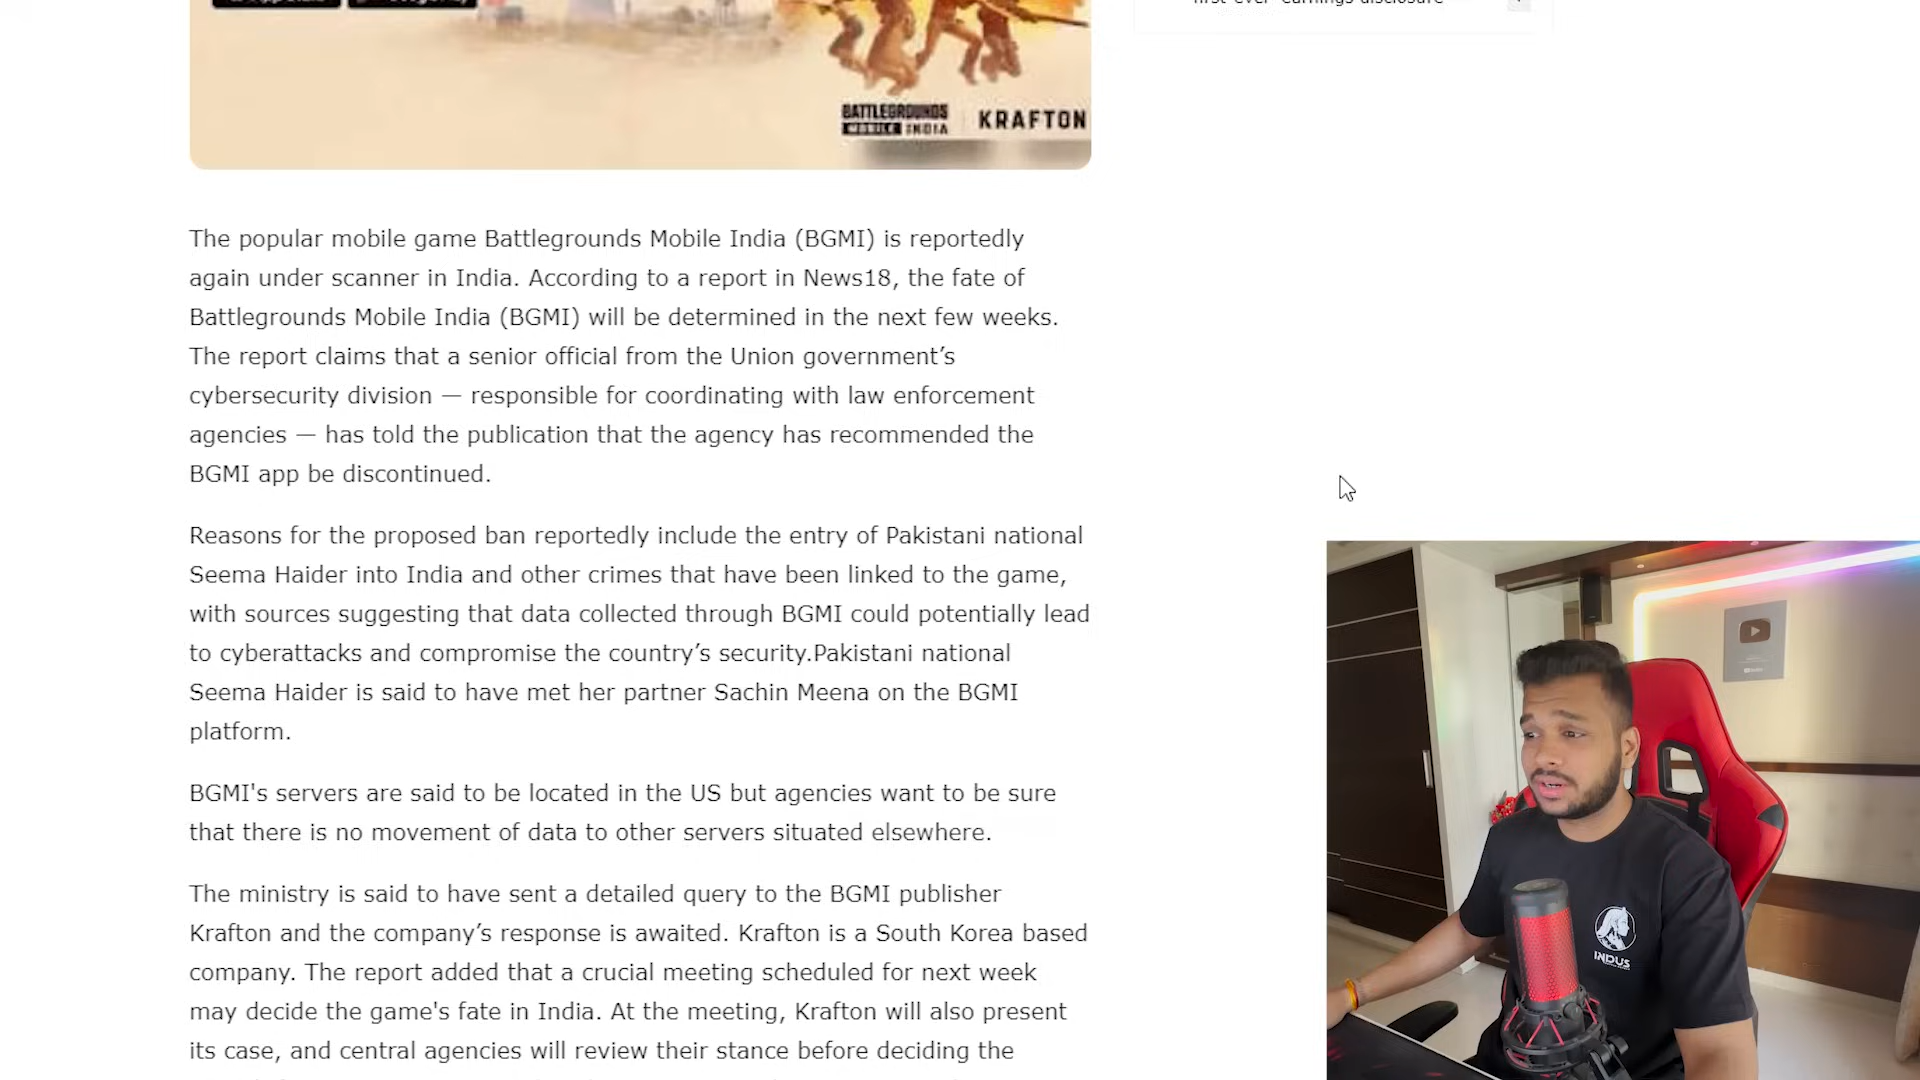 first-ever 'earnings disclosure'
BATTLEGROUNDS
MOBILE INDIA
KRAFTON
The popular mobile game Battlegrounds Mobile India (BGMI) is reportedly
again under scanner in India. According to a report in News18, the fate of
Battlegrounds Mobile India (BGMI) will be determined in the next few weeks.
The report claims that a senior official from the Union government’s
cybersecurity division — responsible for coordinating with law enforcement
agencies — has told the publication that the agency has recommended the
BGMI app be discontinued.
Reasons for the proposed ban reportedly include the entry of Pakistani national
Seema Haider into India and other crimes that have been linked to the game,
with sources suggesting that data collected through BGMI could potentially lead
to cyberattacks and compromise the country’s security.Pakistani national
Seema Haider is said to have met her partner Sachin Meena on the BGMI
platform.
BGMI's servers are said to be located in the US but agencies want to be sure
that there is no movement of data to other servers situated elsewhere.
The ministry is said to have sent a detailed query to the BGMI publisher
Krafton and the company’s response is awaited. Krafton is a South Korea based
company. The report added that a crucial meeting scheduled for next week
may decide the game's fate in India. At the meeting, Krafton will also present
its case, and central agencies will review their stance before deciding the
INDUS